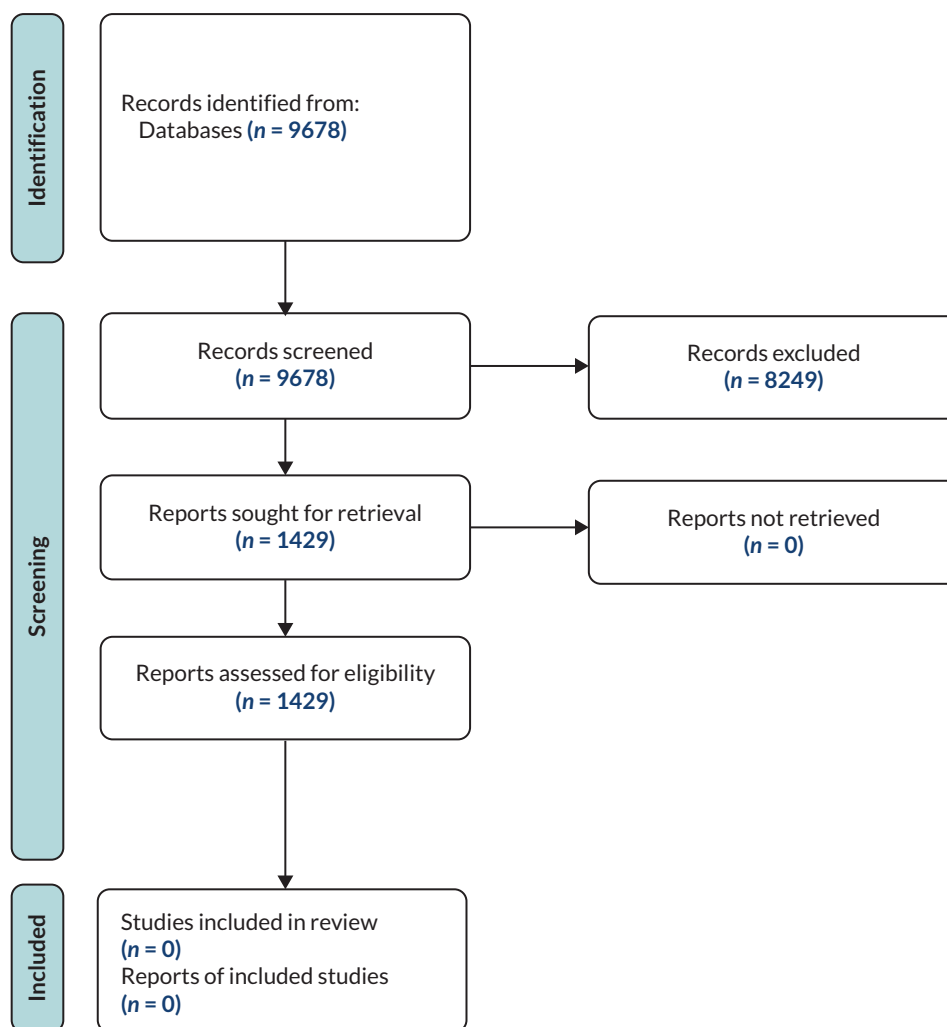 Identification
Records identified from:
Databases (n = 9678)
Screening
Records screened
(n = 9678)
Records excluded
(n = 8249)
Reports sought for retrieval
(n = 1429)
Reports not retrieved
(n = 0)
Reports assessed for eligibility
(n = 1429)
Included
Studies included in review
(n = 0)
Reports of included studies
(n = 0)